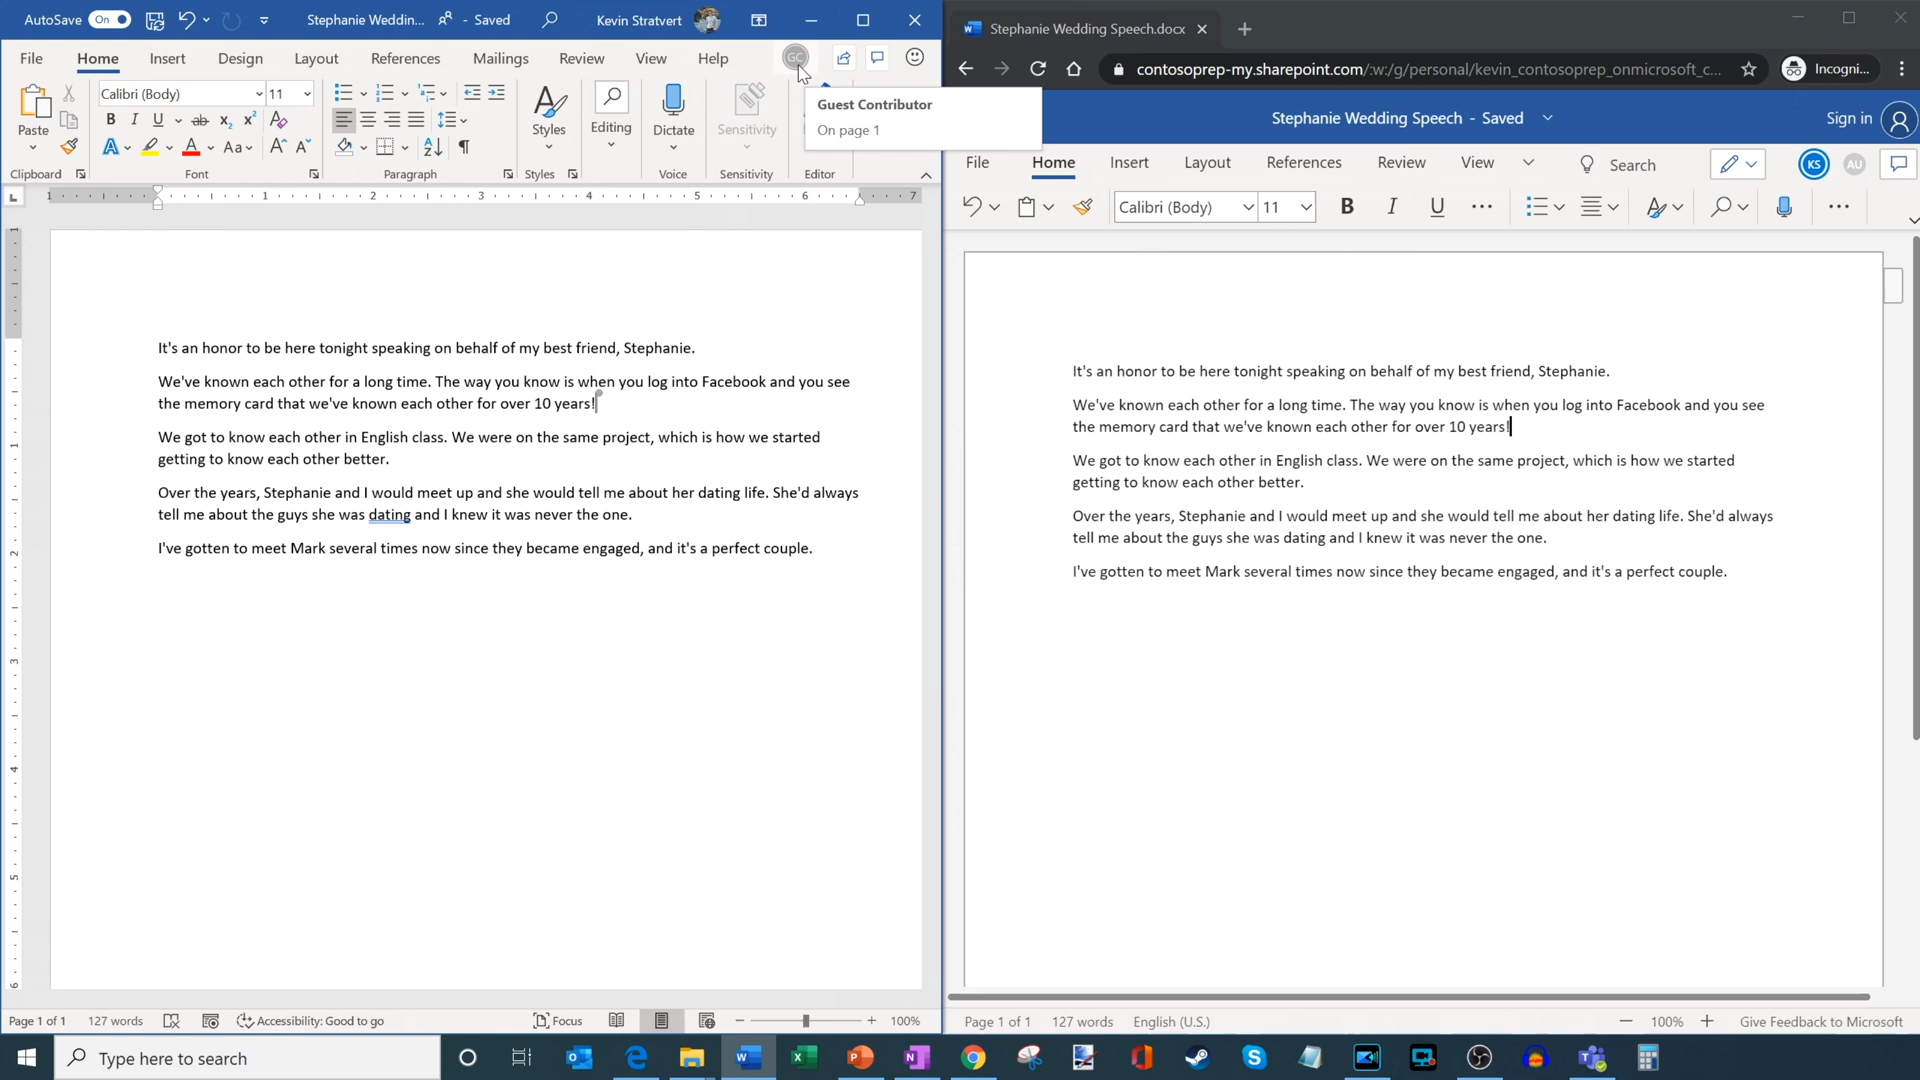 AutoSave On Stephanie Weddin... - Saved Kevin Stratvert
File Home Insert Design Layout References Mailings Review View Help GC
Calibri (Body) 11
Paste Styles Editing Dictate Sensitivity
Clipboard Font Paragraph Styles Voice Sensitivity Editor
Guest Contributor
On page 1
It's an honor to be here tonight speaking on behalf of my best friend, Stephanie.
We've known each other for a long time. The way you know is when you log into Facebook and you see
the memory card that we've known each other for over 10 years!
We got to know each other in English class. We were on the same project, which is how we started
getting to know each other better.
Over the years, Stephanie and I would meet up and she would tell me about her dating life. She'd always
tell me about the guys she was dating and I knew it was never the one.
I've gotten to meet Mark several times now since they became engaged, and it's a perfect couple.
Page 1 of 1 127 words Accessibility: Good to go Focus 100%
Stephanie Wedding Speech.docx
contosoprep-my.sharepoint.com/:w:/g/personal/kevin_contosoprep_onmicrosoft_c... Incogni...
Stephanie Wedding Speech - Saved Sign in
File Home Insert Layout References Review View Search KS AU
Calibri (Body) 11 B I U
It's an honor to be here tonight speaking on behalf of my best friend, Stephanie.
We've known each other for a long time. The way you know is when you log into Facebook and you see
the memory card that we've known each other for over 10 years!
We got to know each other in English class. We were on the same project, which is how we started
getting to know each other better.
Over the years, Stephanie and I would meet up and she would tell me about her dating life. She'd always
tell me about the guys she was dating and I knew it was never the one.
I've gotten to meet Mark several times now since they became engaged, and it's a perfect couple.
Page 1 of 1 127 words English (U.S.) 100% Give Feedback to Microsoft
Type here to search